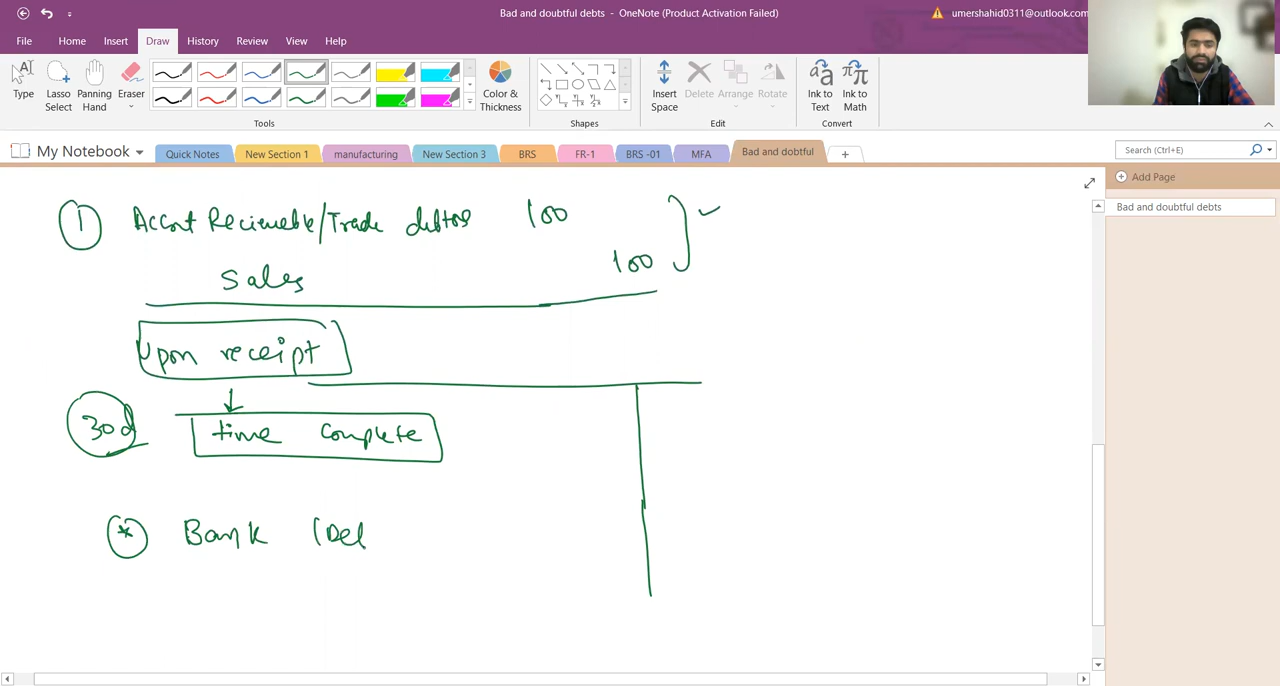 Bad and doubtful debts - OneNote (Product Activation Failed)
umershahid0311@outlook.com
File Home Insert Draw History Review View Help
Type Lasso Select Panning Hand Eraser
Color & Thickness
Insert Space Delete Arrange Rotate
Ink to Text Ink to Math
Tools Shapes Edit Convert
My Notebook Quick Notes New Section 1 manufacturing New Section 3 BRS FR-1 BRS -01 MFA Bad and dobtful
Search (Ctrl+E)
Add Page
Bad and doubtful debts
1 Accont Recieveble/Trade debtos 100
Sales 100
Upon receipt
30d time Complete
* Bank (Del